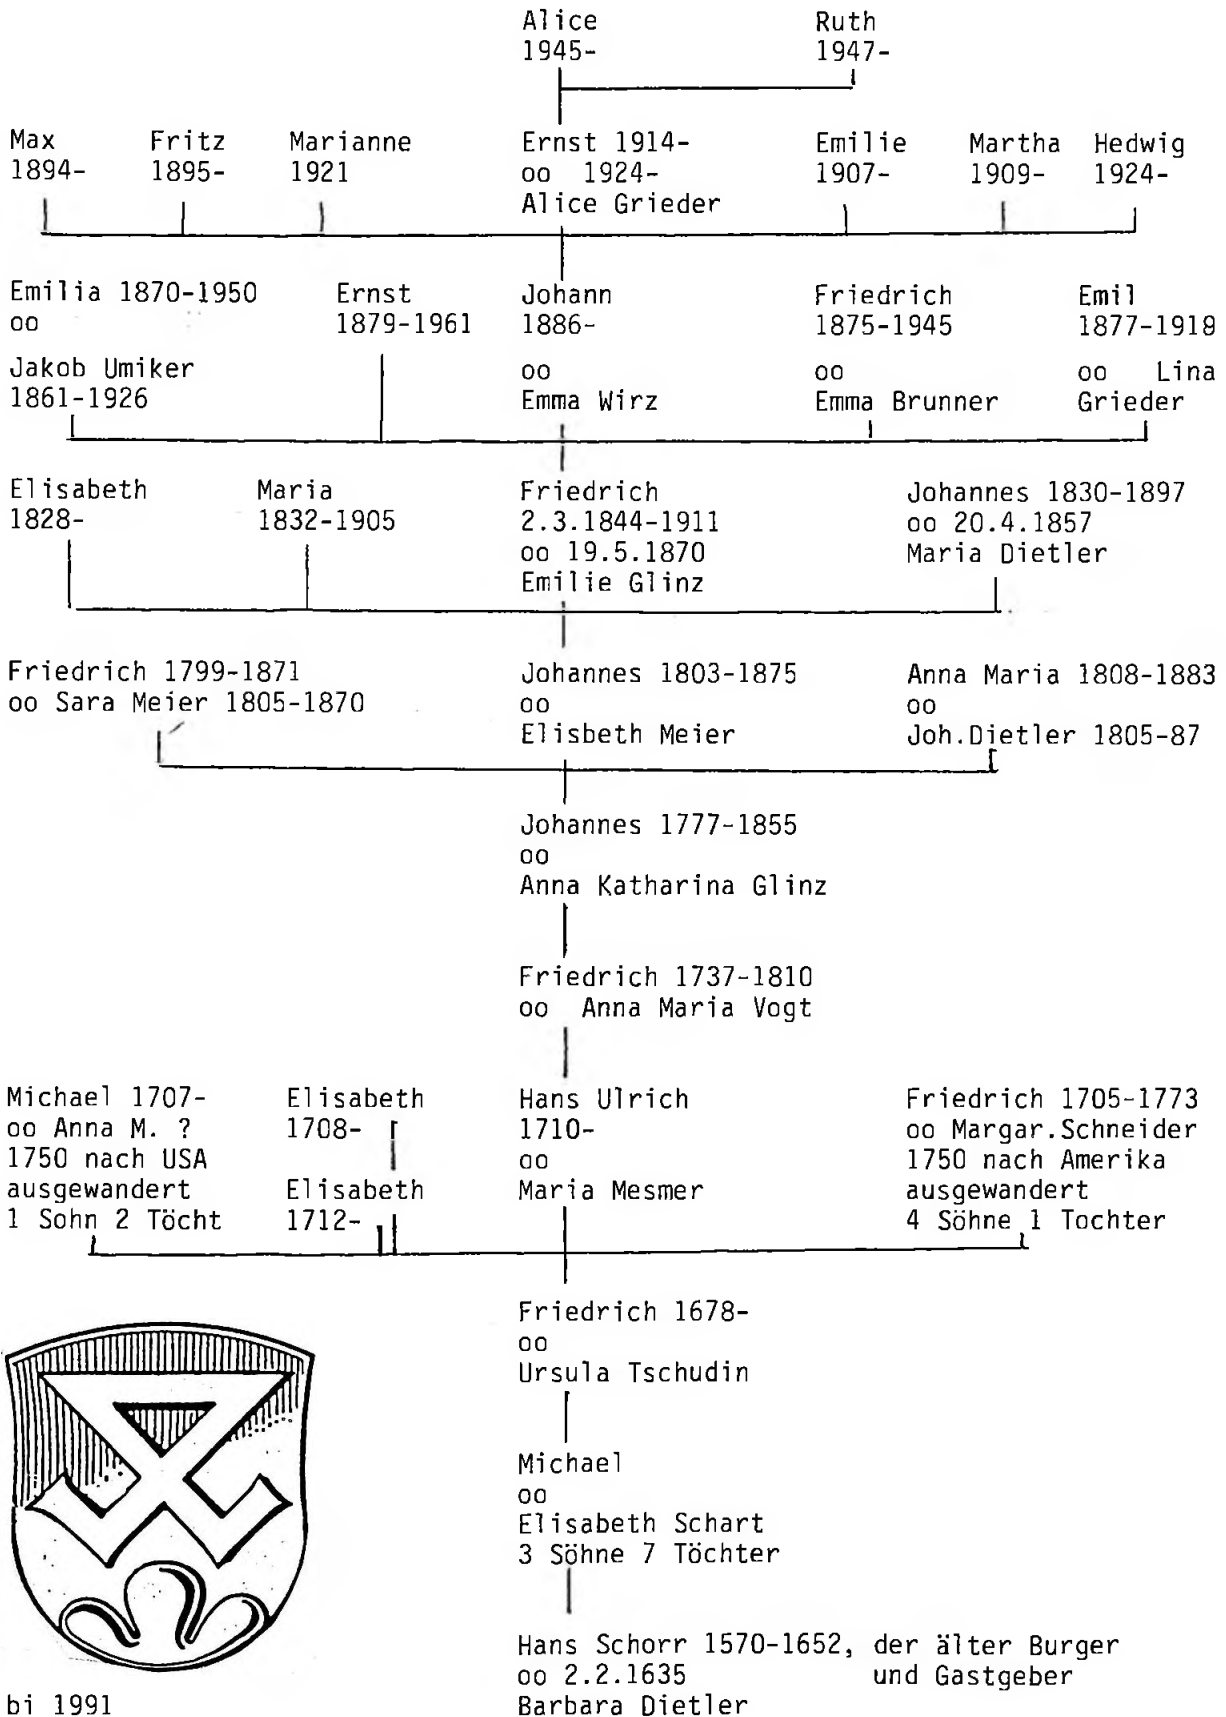 Alice Ruth
1945- 1947-
Max Fritz Marianne Ernst 1914- Emilie Martha Hedwig
1894- 1895- 1921 oo 1924- 1907- 1909- 1924-
Alice Grieder
Emilia 1870-1950 Ernst Johann Friedrich Emil
oo 1879-1961 1886- 1875-1945 1877-1918
Jakob Umiker oo oo oo Lina
1861-1926 Emma Wirz Emma Brunner Grieder
Elisabeth Maria Friedrich Johannes 1830-1897
1828- 1832-1905 2.3.1844-1911 oo 20.4.1857
oo 19.5.1870 Maria Dietler
Emilie Glinz
Friedrich 1799-1871 Johannes 1803-1875 Anna Maria 1808-1883
oo Sara Meier 1805-1870 oo oo
Elisbeth Meier Joh.Dietler 1805-87
Johannes 1777-1855
oo
Anna Katharina Glinz
Friedrich 1737-1810
oo Anna Maria Vogt
Michael 1707- Elisabeth Hans Ulrich Friedrich 1705-1773
oo Anna M. ? 1708- 1710- oo Margar.Schneider
1750 nach USA oo 1750 nach Amerika
ausgewandert Elisabeth Maria Mesmer ausgewandert
1 Sohn 2 Töcht 1712- 4 Söhne 1 Tochter
Friedrich 1678-
oo
Ursula Tschudin
Michael
oo
Elisabeth Schart
3 Söhne 7 Töchter
Hans Schorr 1570-1652, der älter Burger
oo 2.2.1635 und Gastgeber
bi 1991 Barbara Dietler